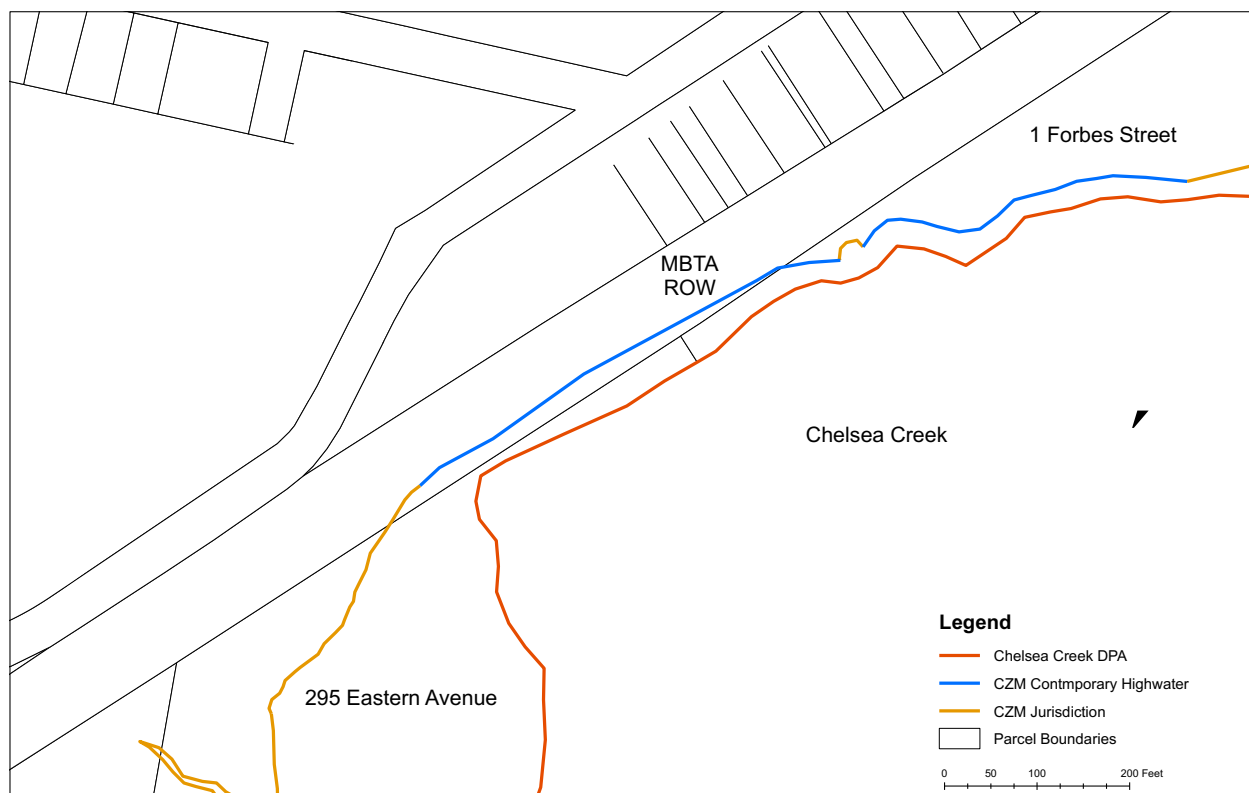 1 Forbes Street
MBTA
ROW
Chelsea Creek
295 Eastern Avenue
Legend
Chelsea Creek DPA
CZM Contmporary Highwater
CZM Jurisdiction
Parcel Boundaries
0 50 100 200 Feet